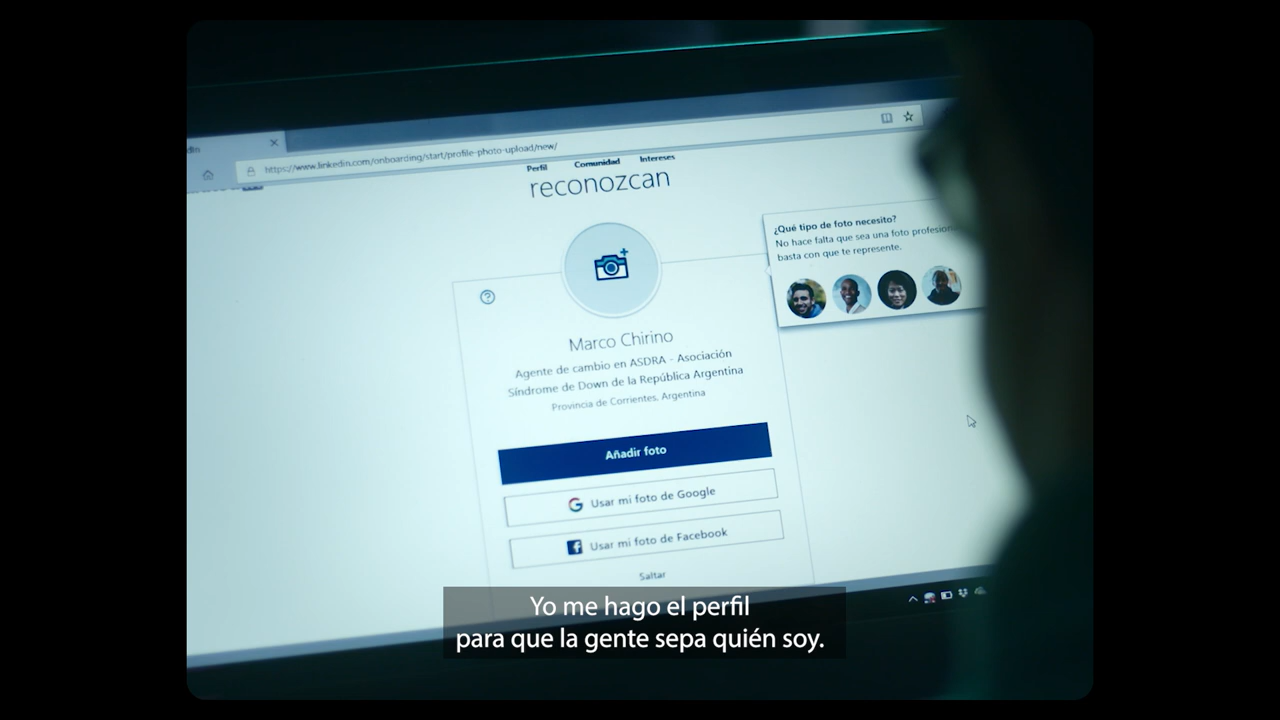 https://www.linkedin.com/onboarding/start/profile-photo-upload/new/
Perfil Comunidad Intereses
reconozcan
¿Qué tipo de foto necesito?
No hace falta que sea una foto
basta con que te represente.
Marco Chirino
Agente de cambio en ASDRA - Asociación
Síndrome de Down de la República Argentina
Provincia de Corrientes, Argentina
Añadir foto
Usar mi foto de Google
Usar mi foto de Facebook
Saltar
Yo me hago el perfil
para que la gente sepa quién soy.